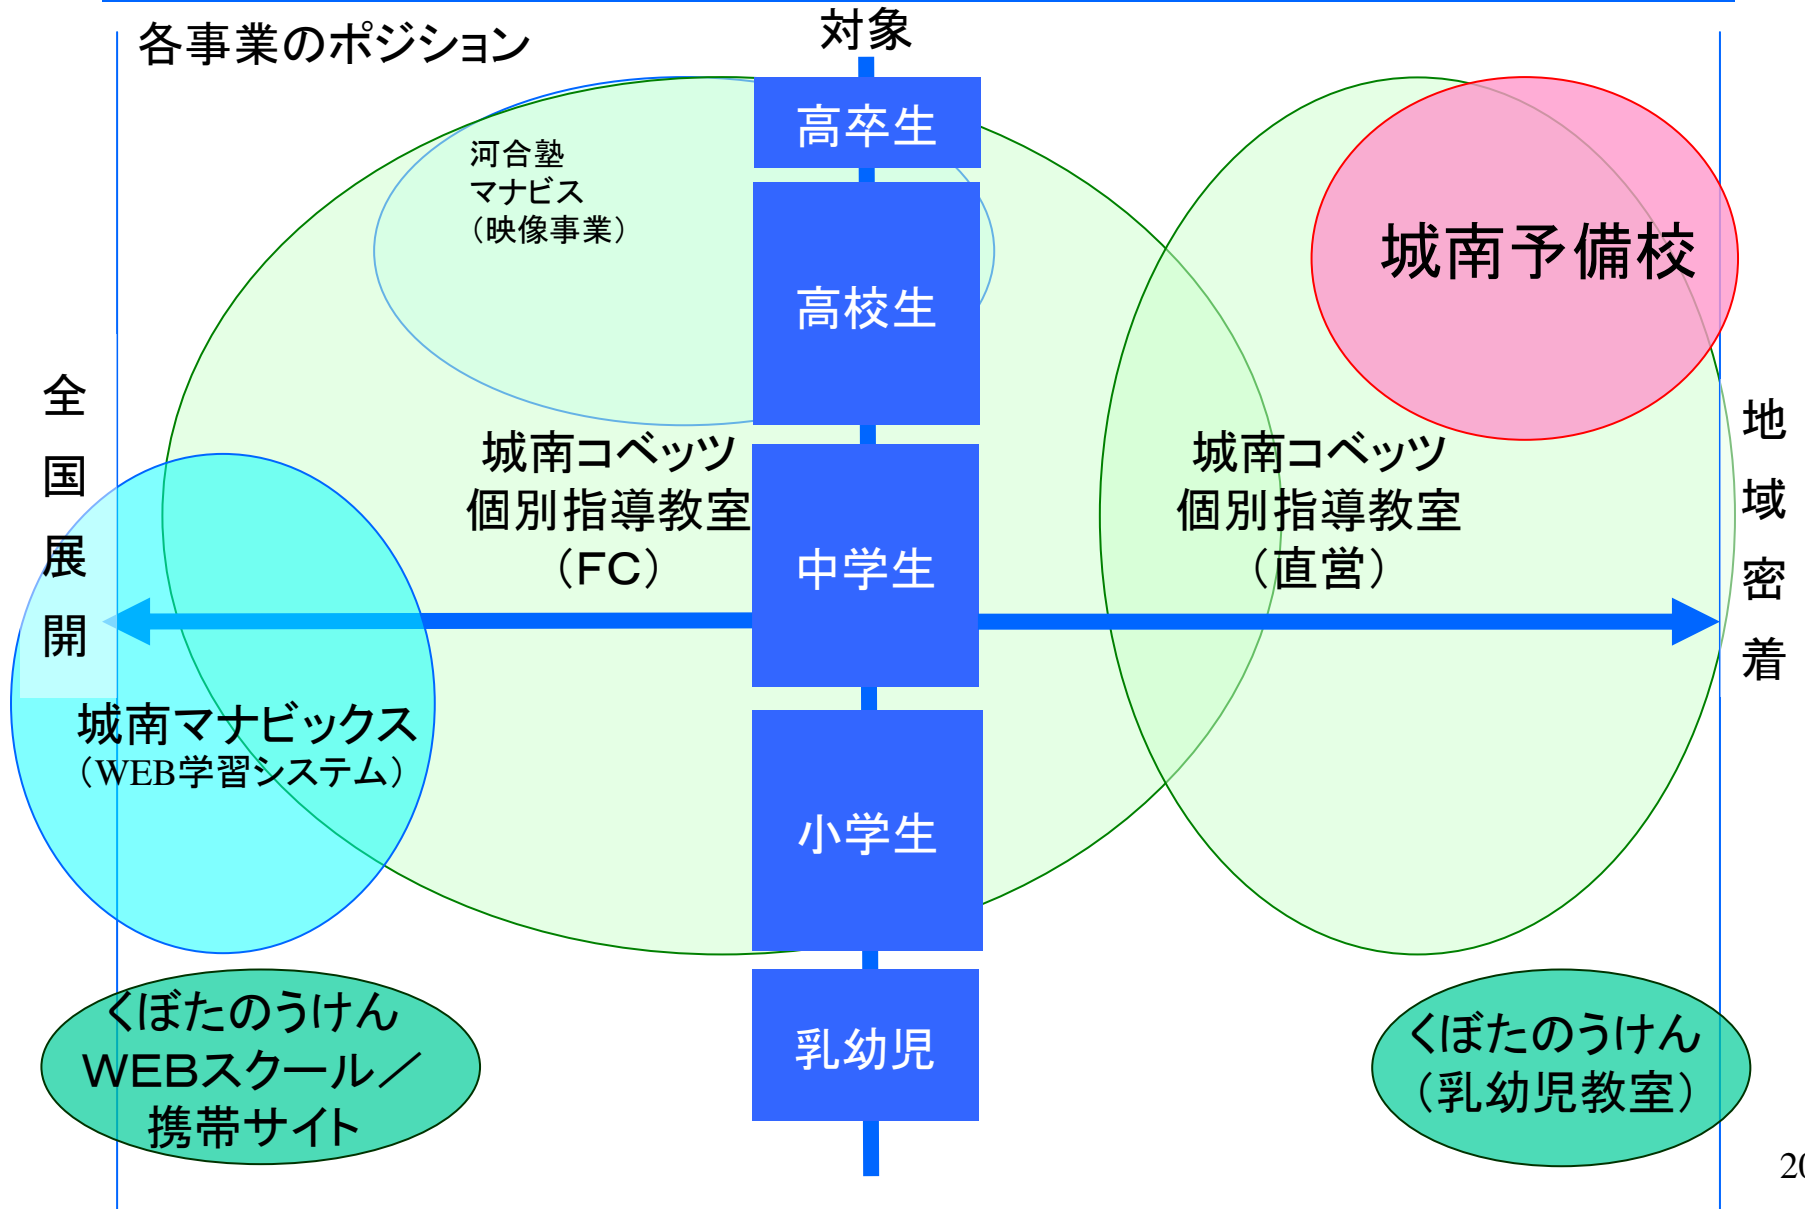 各事業のポジション
対象
高卒生
河合塾
マナビス
（映像事業）
城南予備校
高校生
全国展開
地域密着
城南コベッツ
個別指導教室
（FC）
城南コベッツ
個別指導教室
（直営）
中学生
城南マナビックス
（WEB学習システム）
小学生
くぼたのうけん
WEBスクール／
携帯サイト
乳幼児
くぼたのうけん
（乳幼児教室）
20